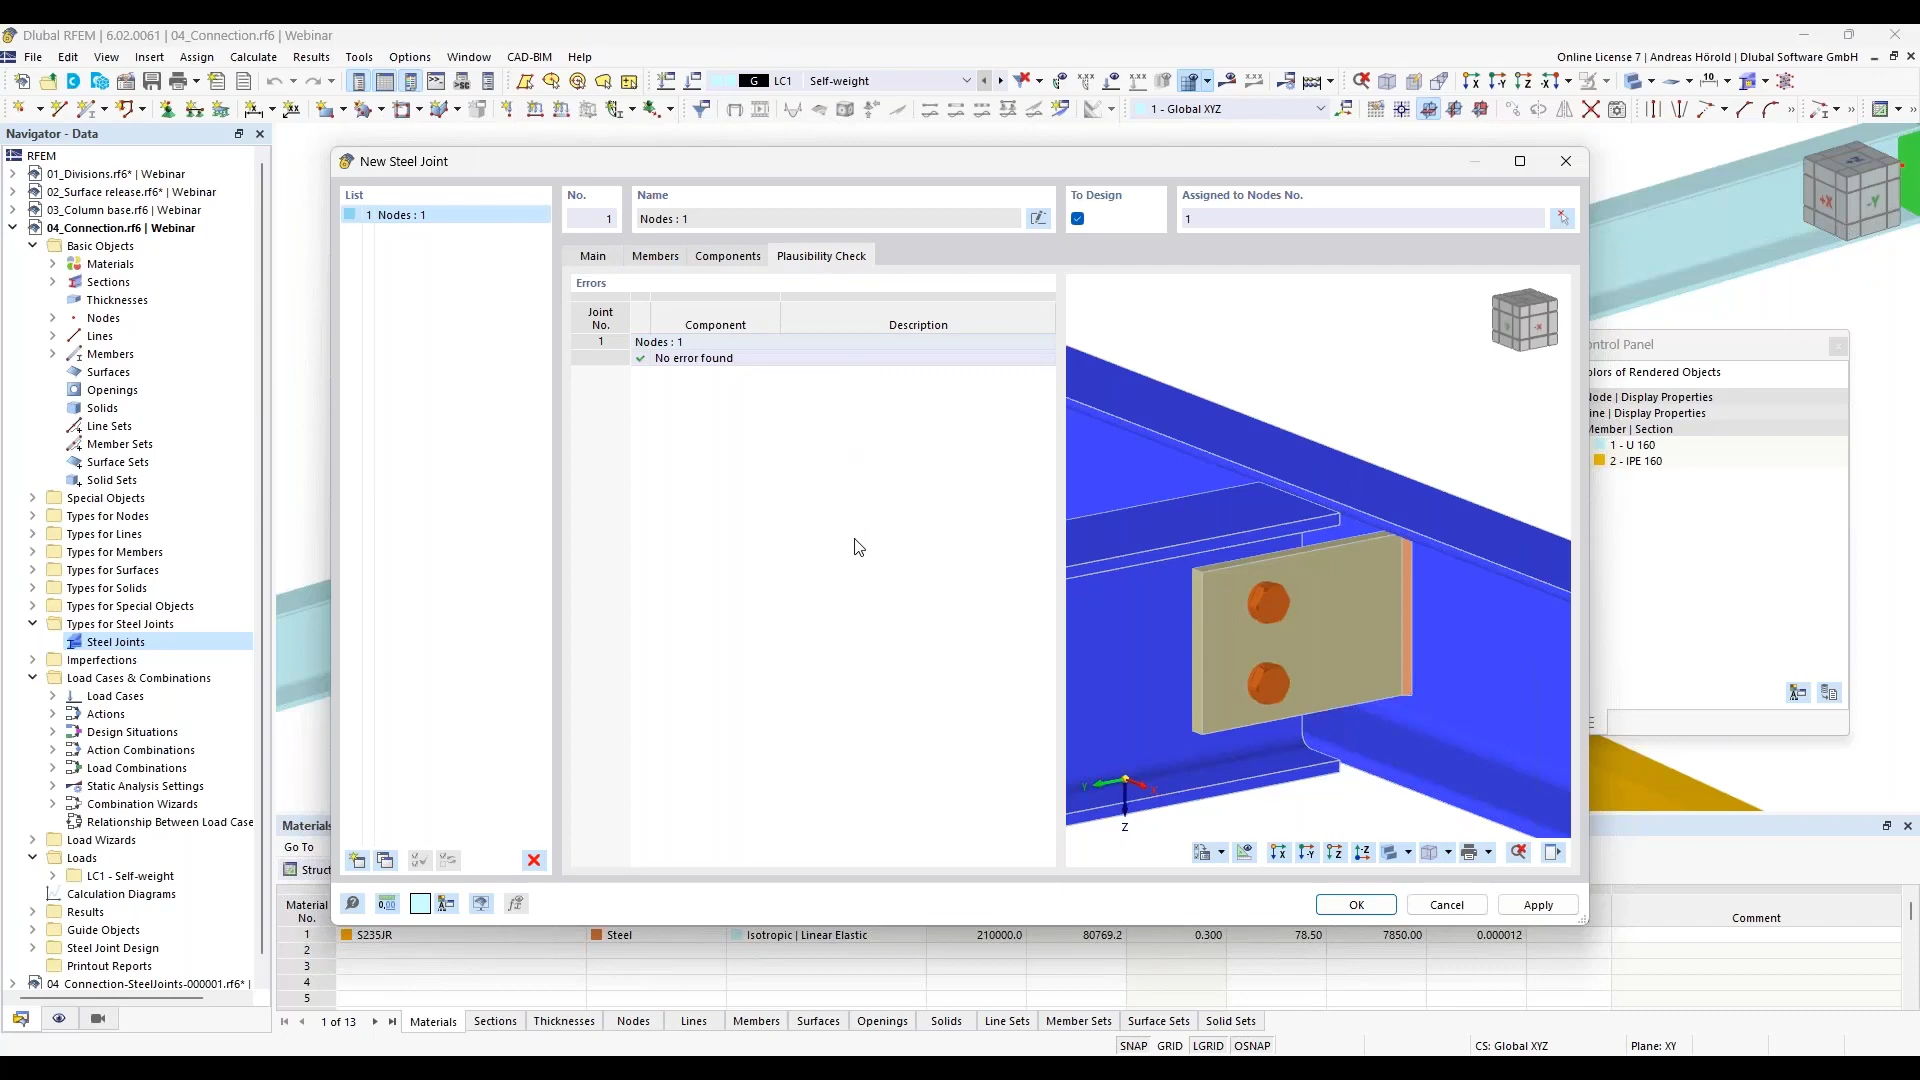 Dlubal RFEM | 6.02.0061 | 04_Connection.rf6 | Webinar
File Edit View Insert Assign Calculate Results Tools Options Window CAD-BIM Help
Online License 7 | Andreas Hörold | Dlubal Software GmbH
G LC1 Self-weight
1 - Global XYZ
Navigator - Data
RFEM
01_Divisions.rf6* | Webinar
02_Surface release.rf6* | Webinar
03_Column base.rf6 | Webinar
04_Connection.rf6 | Webinar
Basic Objects
Materials
Sections
Thicknesses
Nodes
Lines
Members
Surfaces
Openings
Solids
Line Sets
Member Sets
Surface Sets
Solid Sets
Special Objects
Types for Nodes
Types for Lines
Types for Members
Types for Surfaces
Types for Solids
Types for Special Objects
Types for Steel Joints
Steel Joints
Imperfections
Load Cases & Combinations
Load Cases
Actions
Design Situations
Action Combinations
Load Combinations
Static Analysis Settings
Combination Wizards
Relationship Between Load Case
Load Wizards
Loads
LC1 - Self-weight
Calculation Diagrams
Results
Guide Objects
Steel Joint Design
Printout Reports
04_Connection-SteelJoints-000001.rf6* |
New Steel Joint
List
1 Nodes : 1
No.
1
Name
Nodes : 1
To Design
Assigned to Nodes No.
1
Main Members Components Plausibility Check
Errors
Joint
No. Component Description
1 Nodes : 1
No error found
-X
Y X
Z
OK Cancel Apply
+Z
+X -Y
ontrol Panel
olors of Rendered Objects
Node | Display Properties
ine | Display Properties
Member | Section
1 - U 160
2 - IPE 160
Materials
Go To
Struct
Material
No. Comment
1 S235JR Steel Isotropic | Linear Elastic 210000.0 80769.2 0.300 78.50 7850.00 0.000012
2
3
4
5
1 of 13 Materials Sections Thicknesses Nodes Lines Members Surfaces Openings Solids Line Sets Member Sets Surface Sets Solid Sets
SNAP GRID LGRID OSNAP CS: Global XYZ Plane: XY